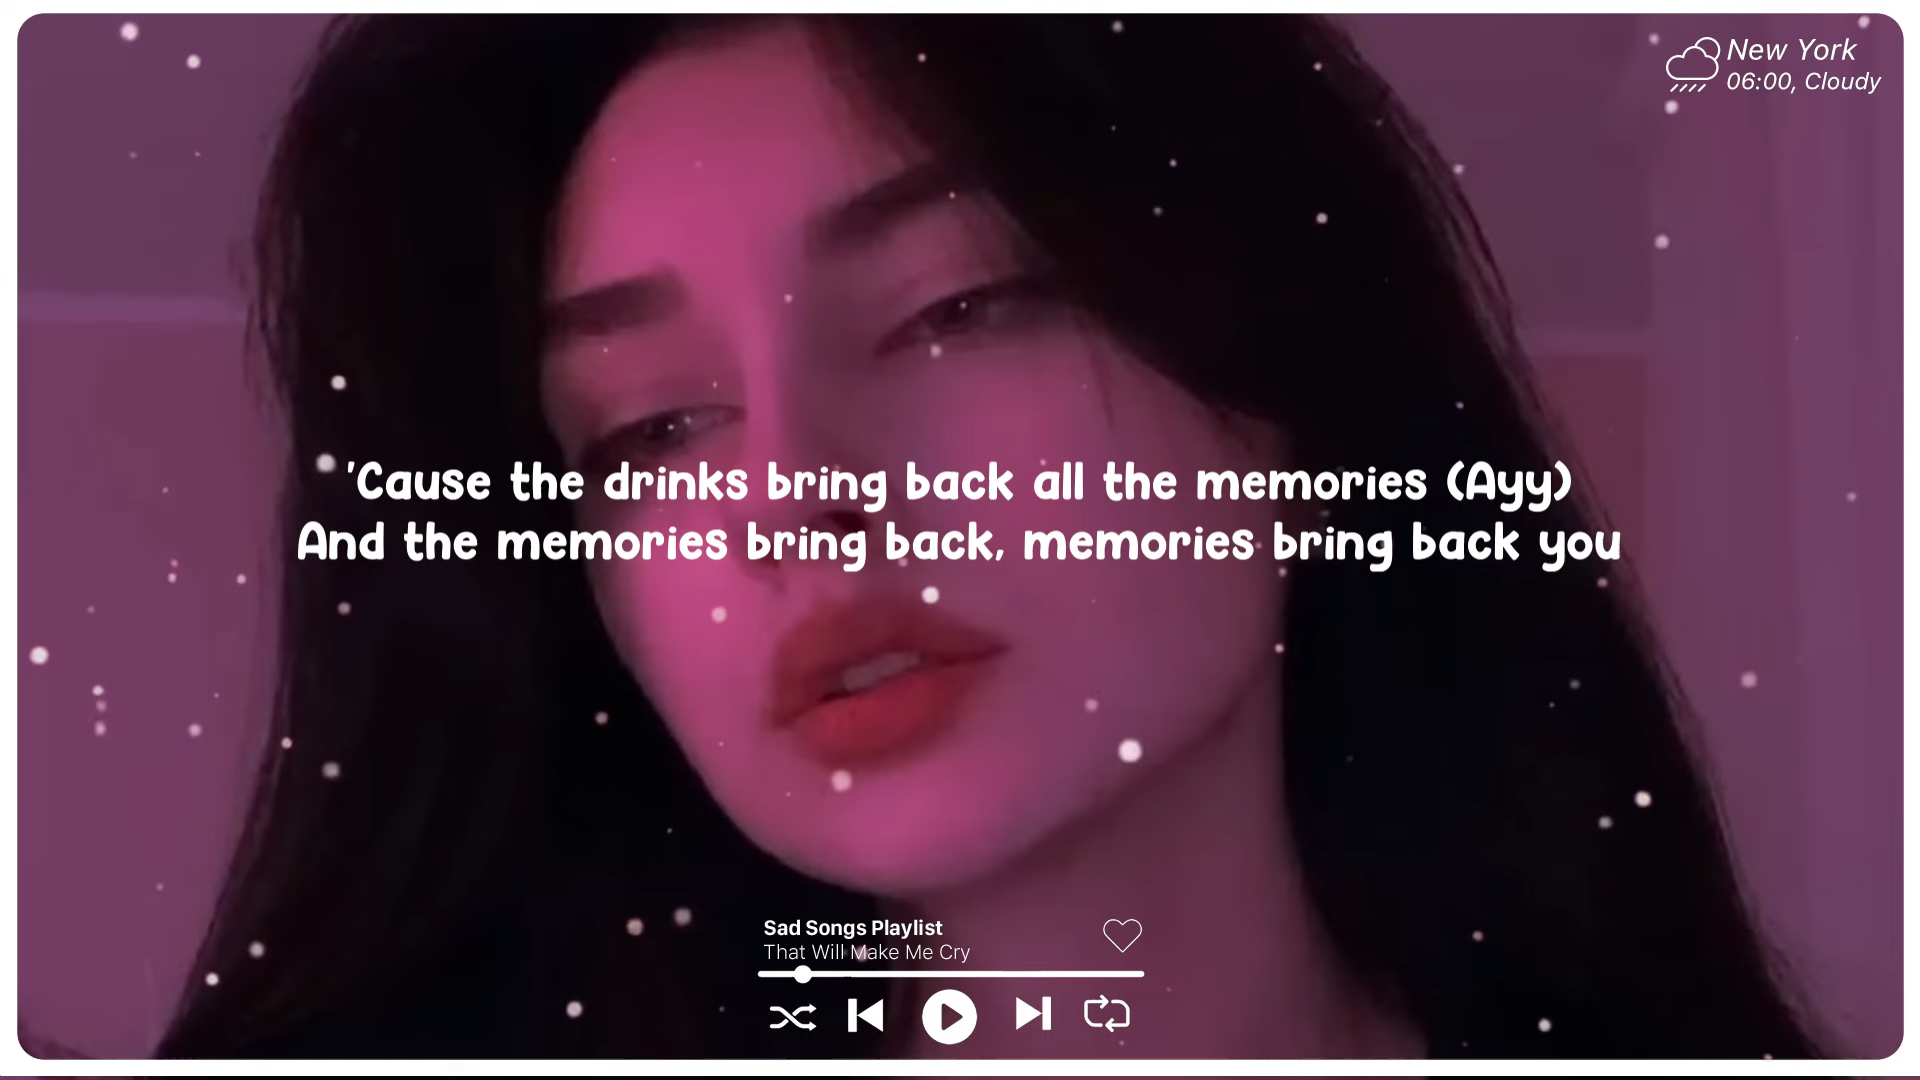 New York
06:00, Cloudy
'Cause the drinks bring back all the memories (Ayy)
And the memories bring back, memories bring back you
Sad Songs Playlist
That Will Make Me Cry